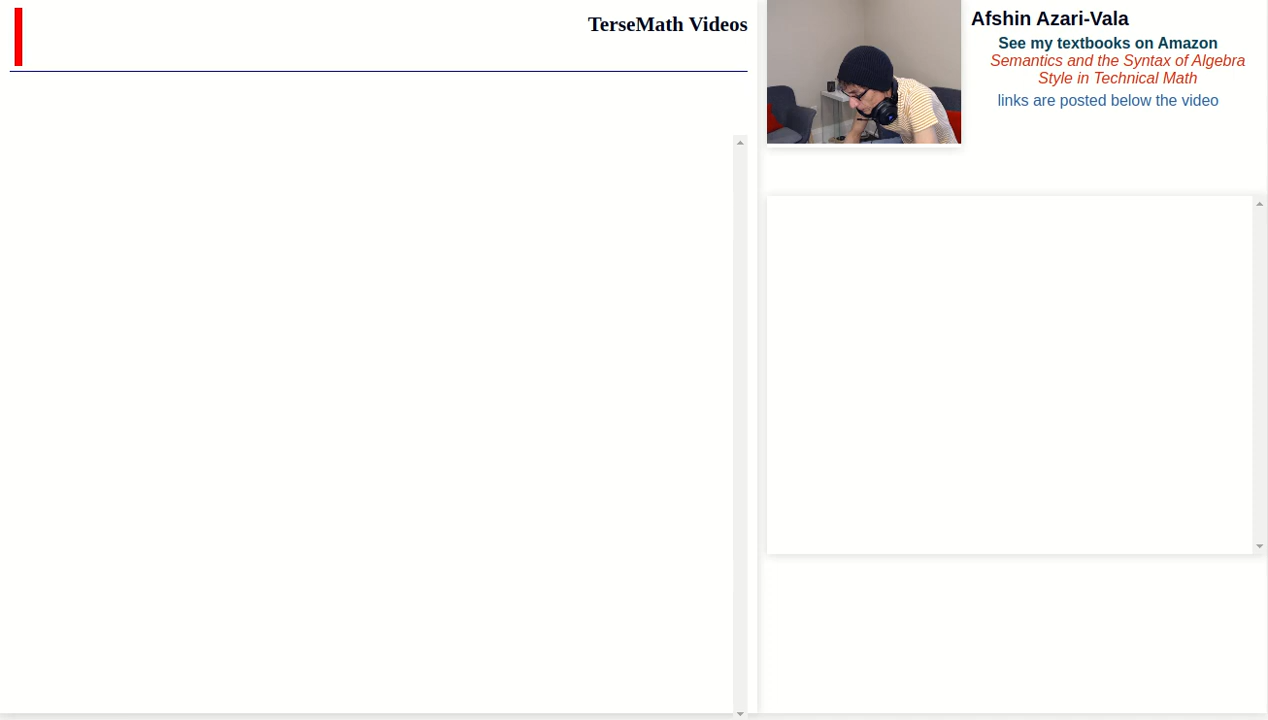 TerseMath Videos
Afshin Azari-Vala
See my textbooks on Amazon
Semantics and the Syntax of Algebra
Style in Technical Math
links are posted below the video